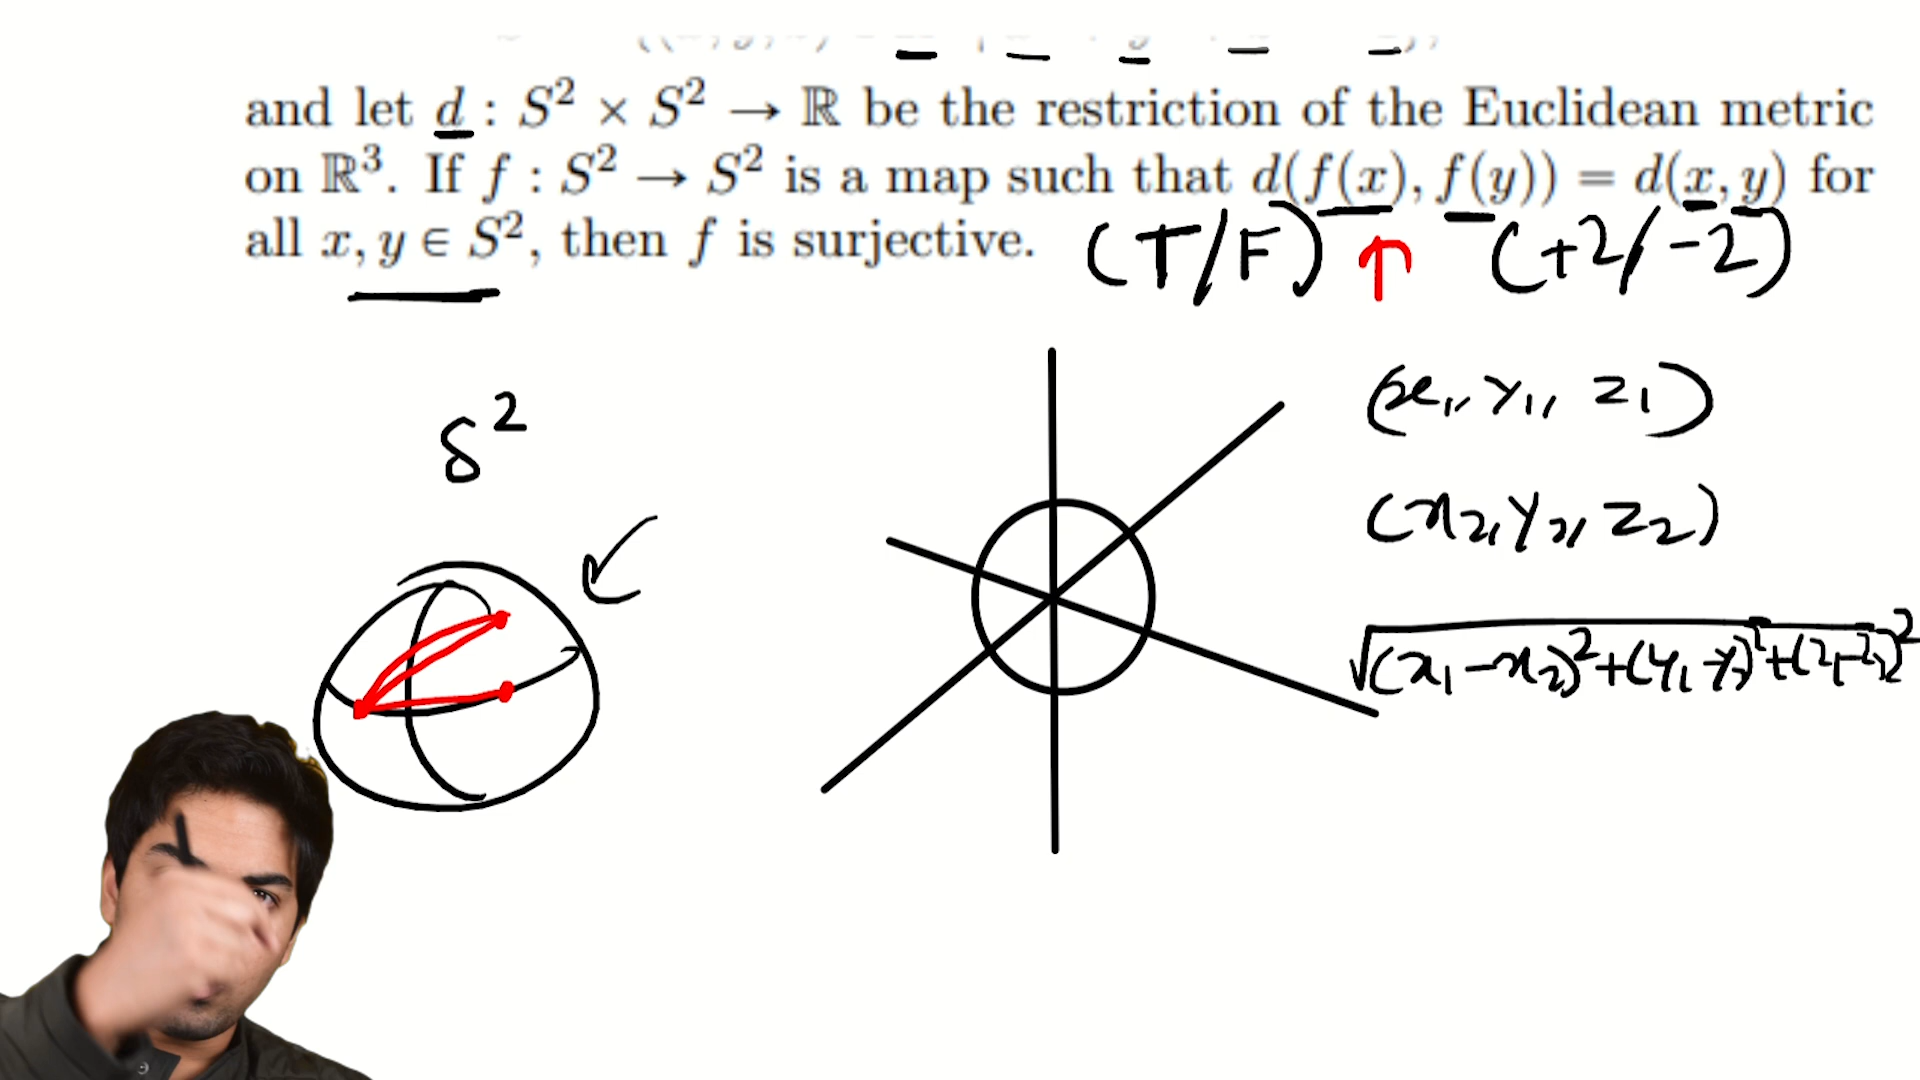 and let d : S² × S² → ℝ be the restriction of the Euclidean metric
on ℝ³. If f : S² → S² is a map such that d(f(x), f(y)) = d(x, y) for
all x, y ∈ S², then f is surjective. (T/F) ↑ (+2/-2)
S²
(x₁, y₁, z₁)
(x₂, y₂, z₂)
√(x₁-x₂)²+(y₁-y₂)²+(z₁-z₂)²